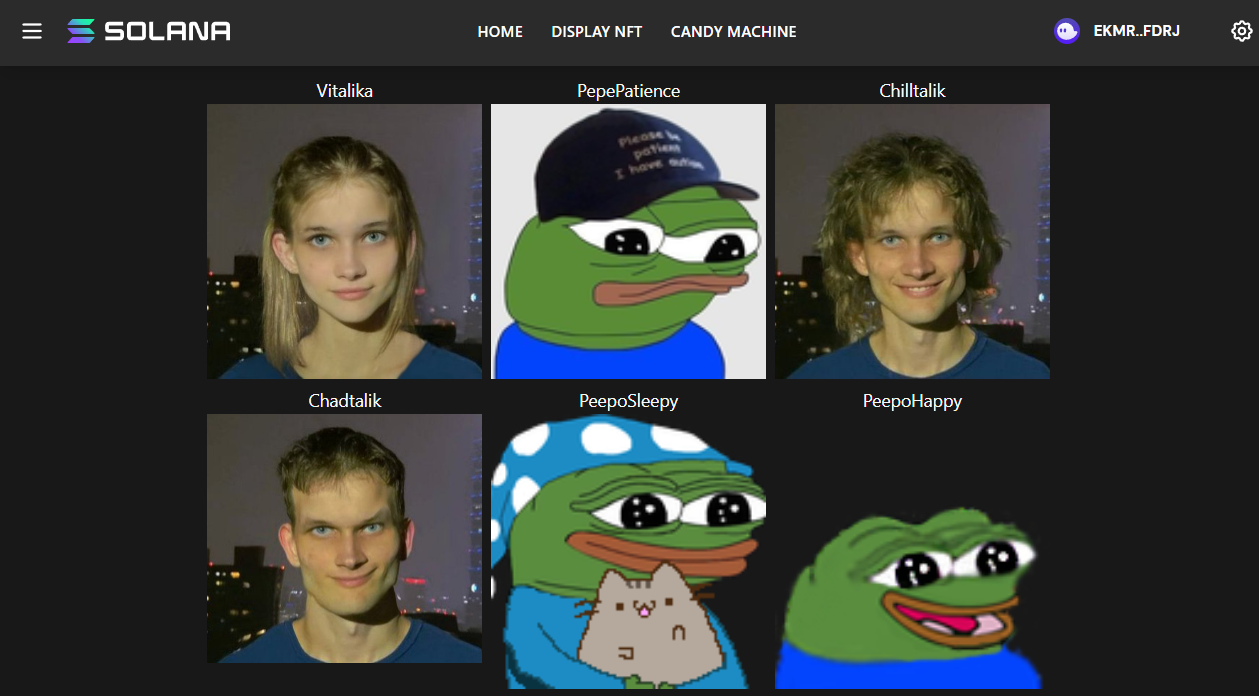 SOLANA
HOME DISPLAY NFT CANDY MACHINE
EKMR..FDRJ
Vitalika
PepePatience
Chilltalik
Please be
patient
I have autism
Chadtalik
PeepoSleepy
PeepoHappy